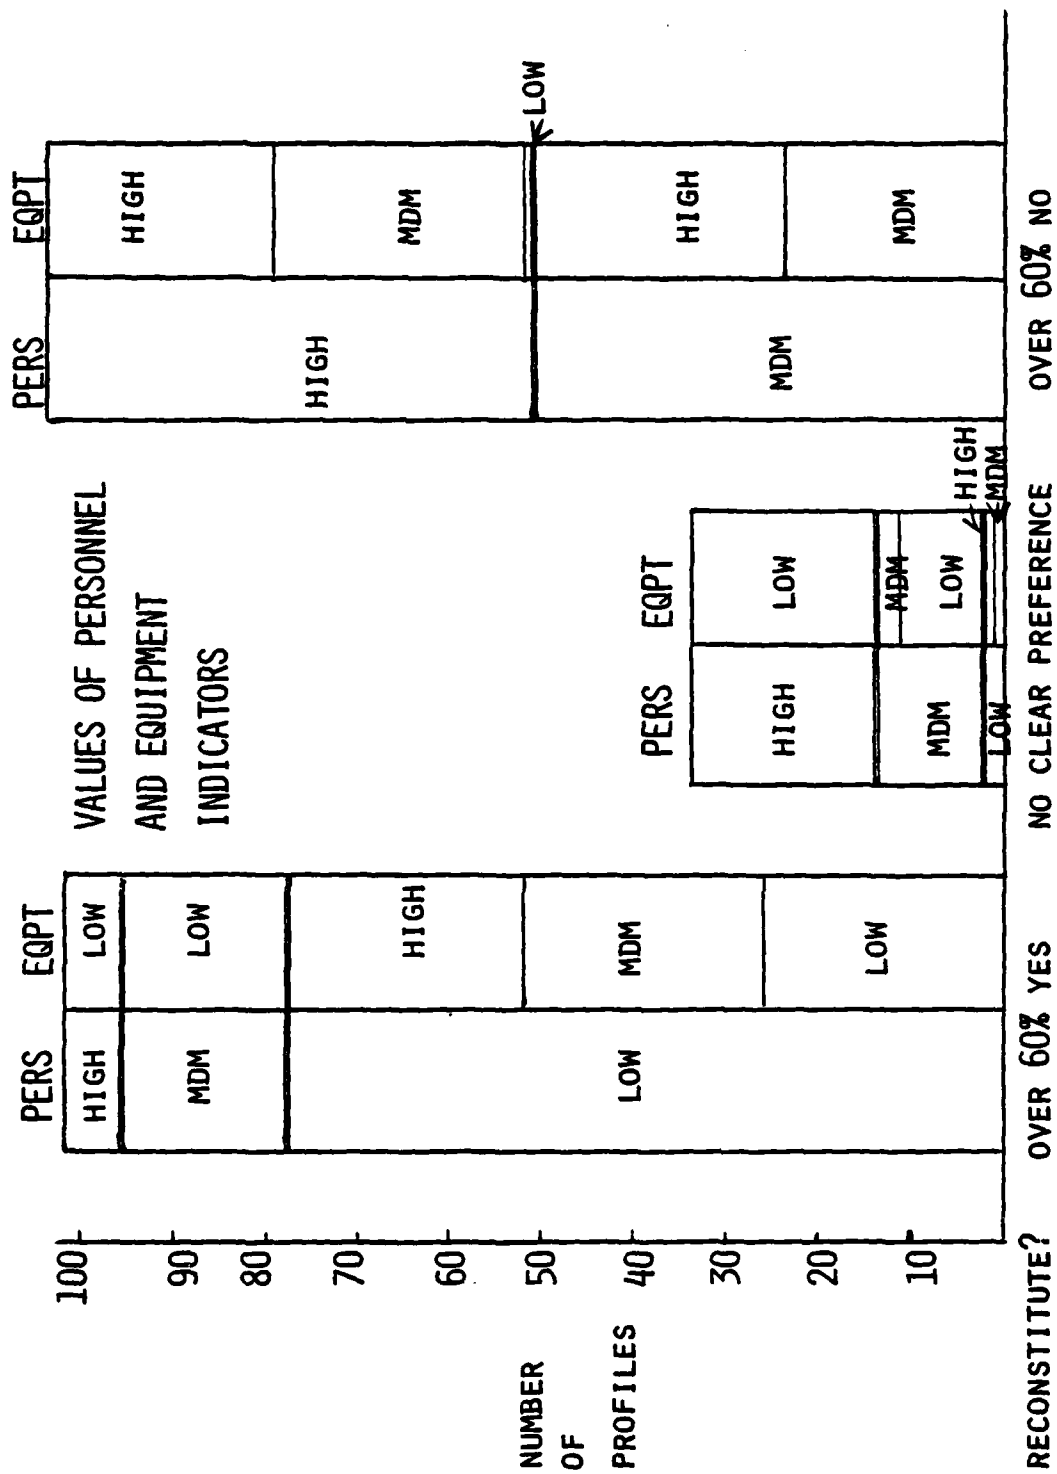 VALUES OF PERSONNEL
AND EQUIPMENT
INDICATORS
NUMBER
OF
PROFILES
100
90
80
70
60
50
40
30
20
10
PERS EQPT
HIGH LOW
MDM LOW
LOW
HIGH
MDM
LOW
PERS EQPT
HIGH LOW
MDM
MDM LOW
LOW
HIGH
MDM
PERS EQPT
HIGH
HIGH
MDM
LOW
MDM
HIGH
MDM
RECONSTITUTE? OVER 60% YES NO CLEAR PREFERENCE OVER 60% NO